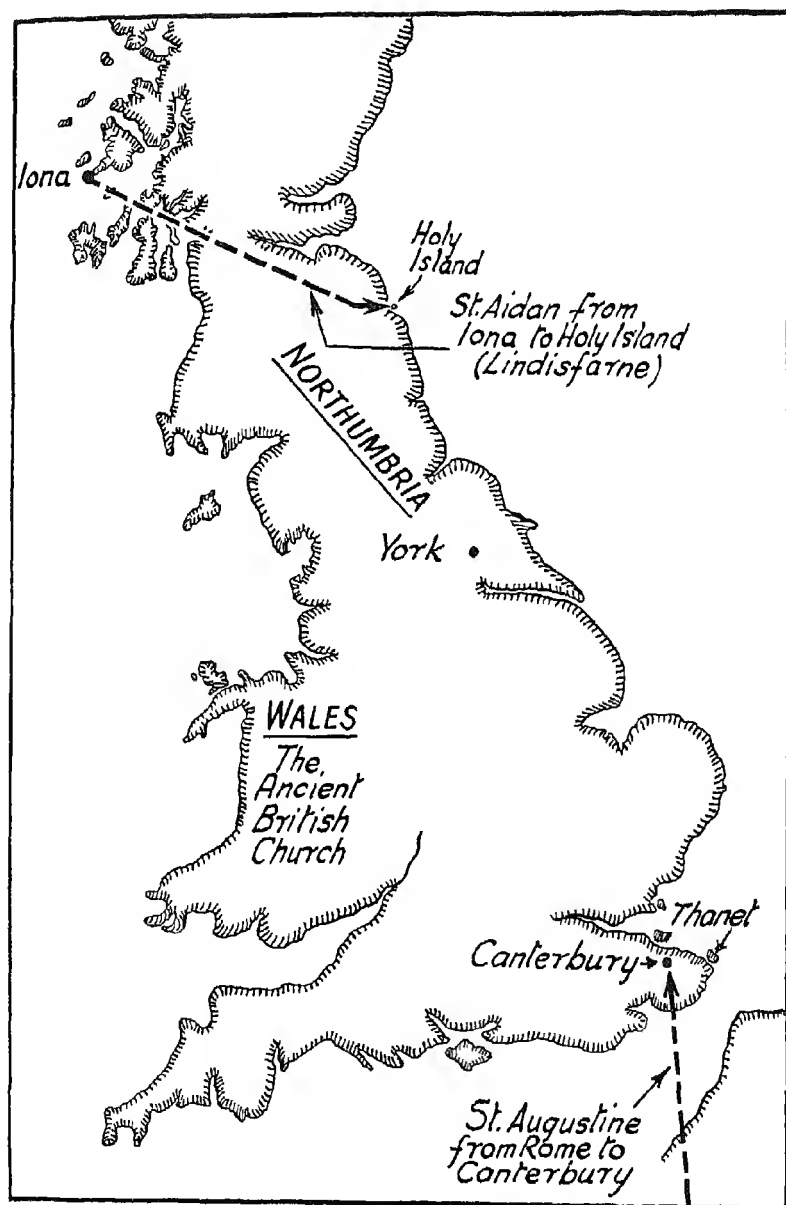 Iona
Holy
Island
St. Aidan from
Iona to Holy Island
(Lindisfarne)
NORTHUMBRIA
York
WALES
The,
Ancient
British
Church
Thanet
Canterbury
St. Augustine
from Rome to
Canterbury